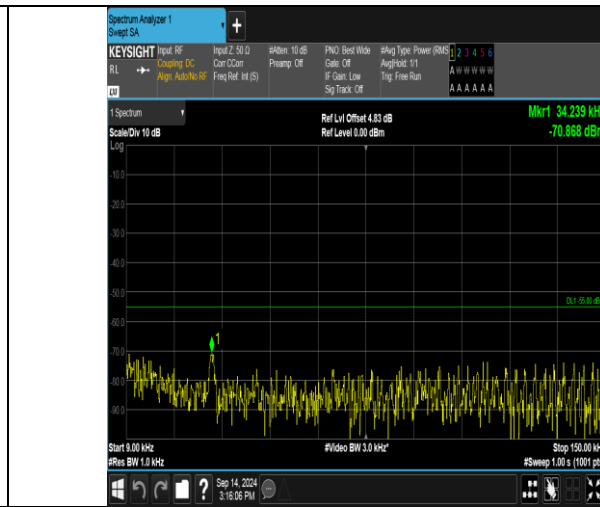 Spectrum Analyzer 1
Swept SA
+
KEYSIGHT Input: RF Input Z: 50 Ω #Atten: 10 dB PNO: Best Wide #Avg Type: Power (RMS 1 2 3 4 5 6
RL Coupling: DC Corr CCorr Preamp: Off Gate: Off Avg|Hold: 1/1 A W W W W W
Align: Auto/No RF Freq Ref: Int (S) IF Gain: Low Trig: Free Run
Sig Track: Off A A A A A A
1 Spectrum Ref Lvl Offset 4.83 dB Mkr1 34.239 kH
Scale/Div 10 dB Ref Level 0.00 dBm -70.868 dBr
Log
-10.0
-20.0
-30.0
-40.0
-50.0
DL1 -55.00 dB
-60.0
1
-70.0
-80.0
-90.0
Start 9.00 kHz #Video BW 3.0 kHz* Stop 150.00 kH
#Res BW 1.0 kHz #Sweep 1.00 s (1001 pt
? Sep 14, 2024
3:16:06 PM